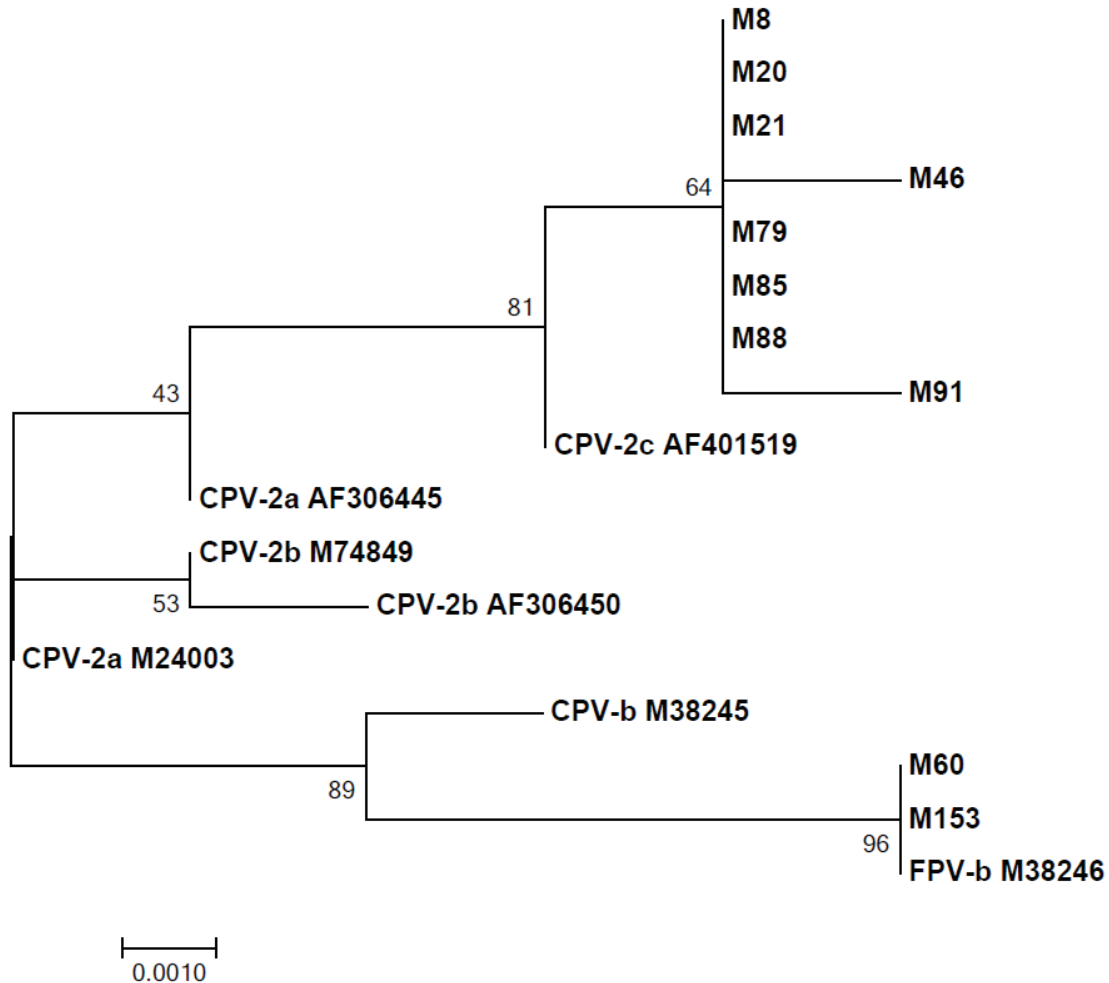 M8
M20
M21
M46
64
M79
M85
M88
81
M91
43
CPV-2c AF401519
CPV-2a AF306445
CPV-2b M74849
53
CPV-2b AF306450
CPV-2a M24003
CPV-b M38245
M60
89
M153
96
FPV-b M38246
0.0010